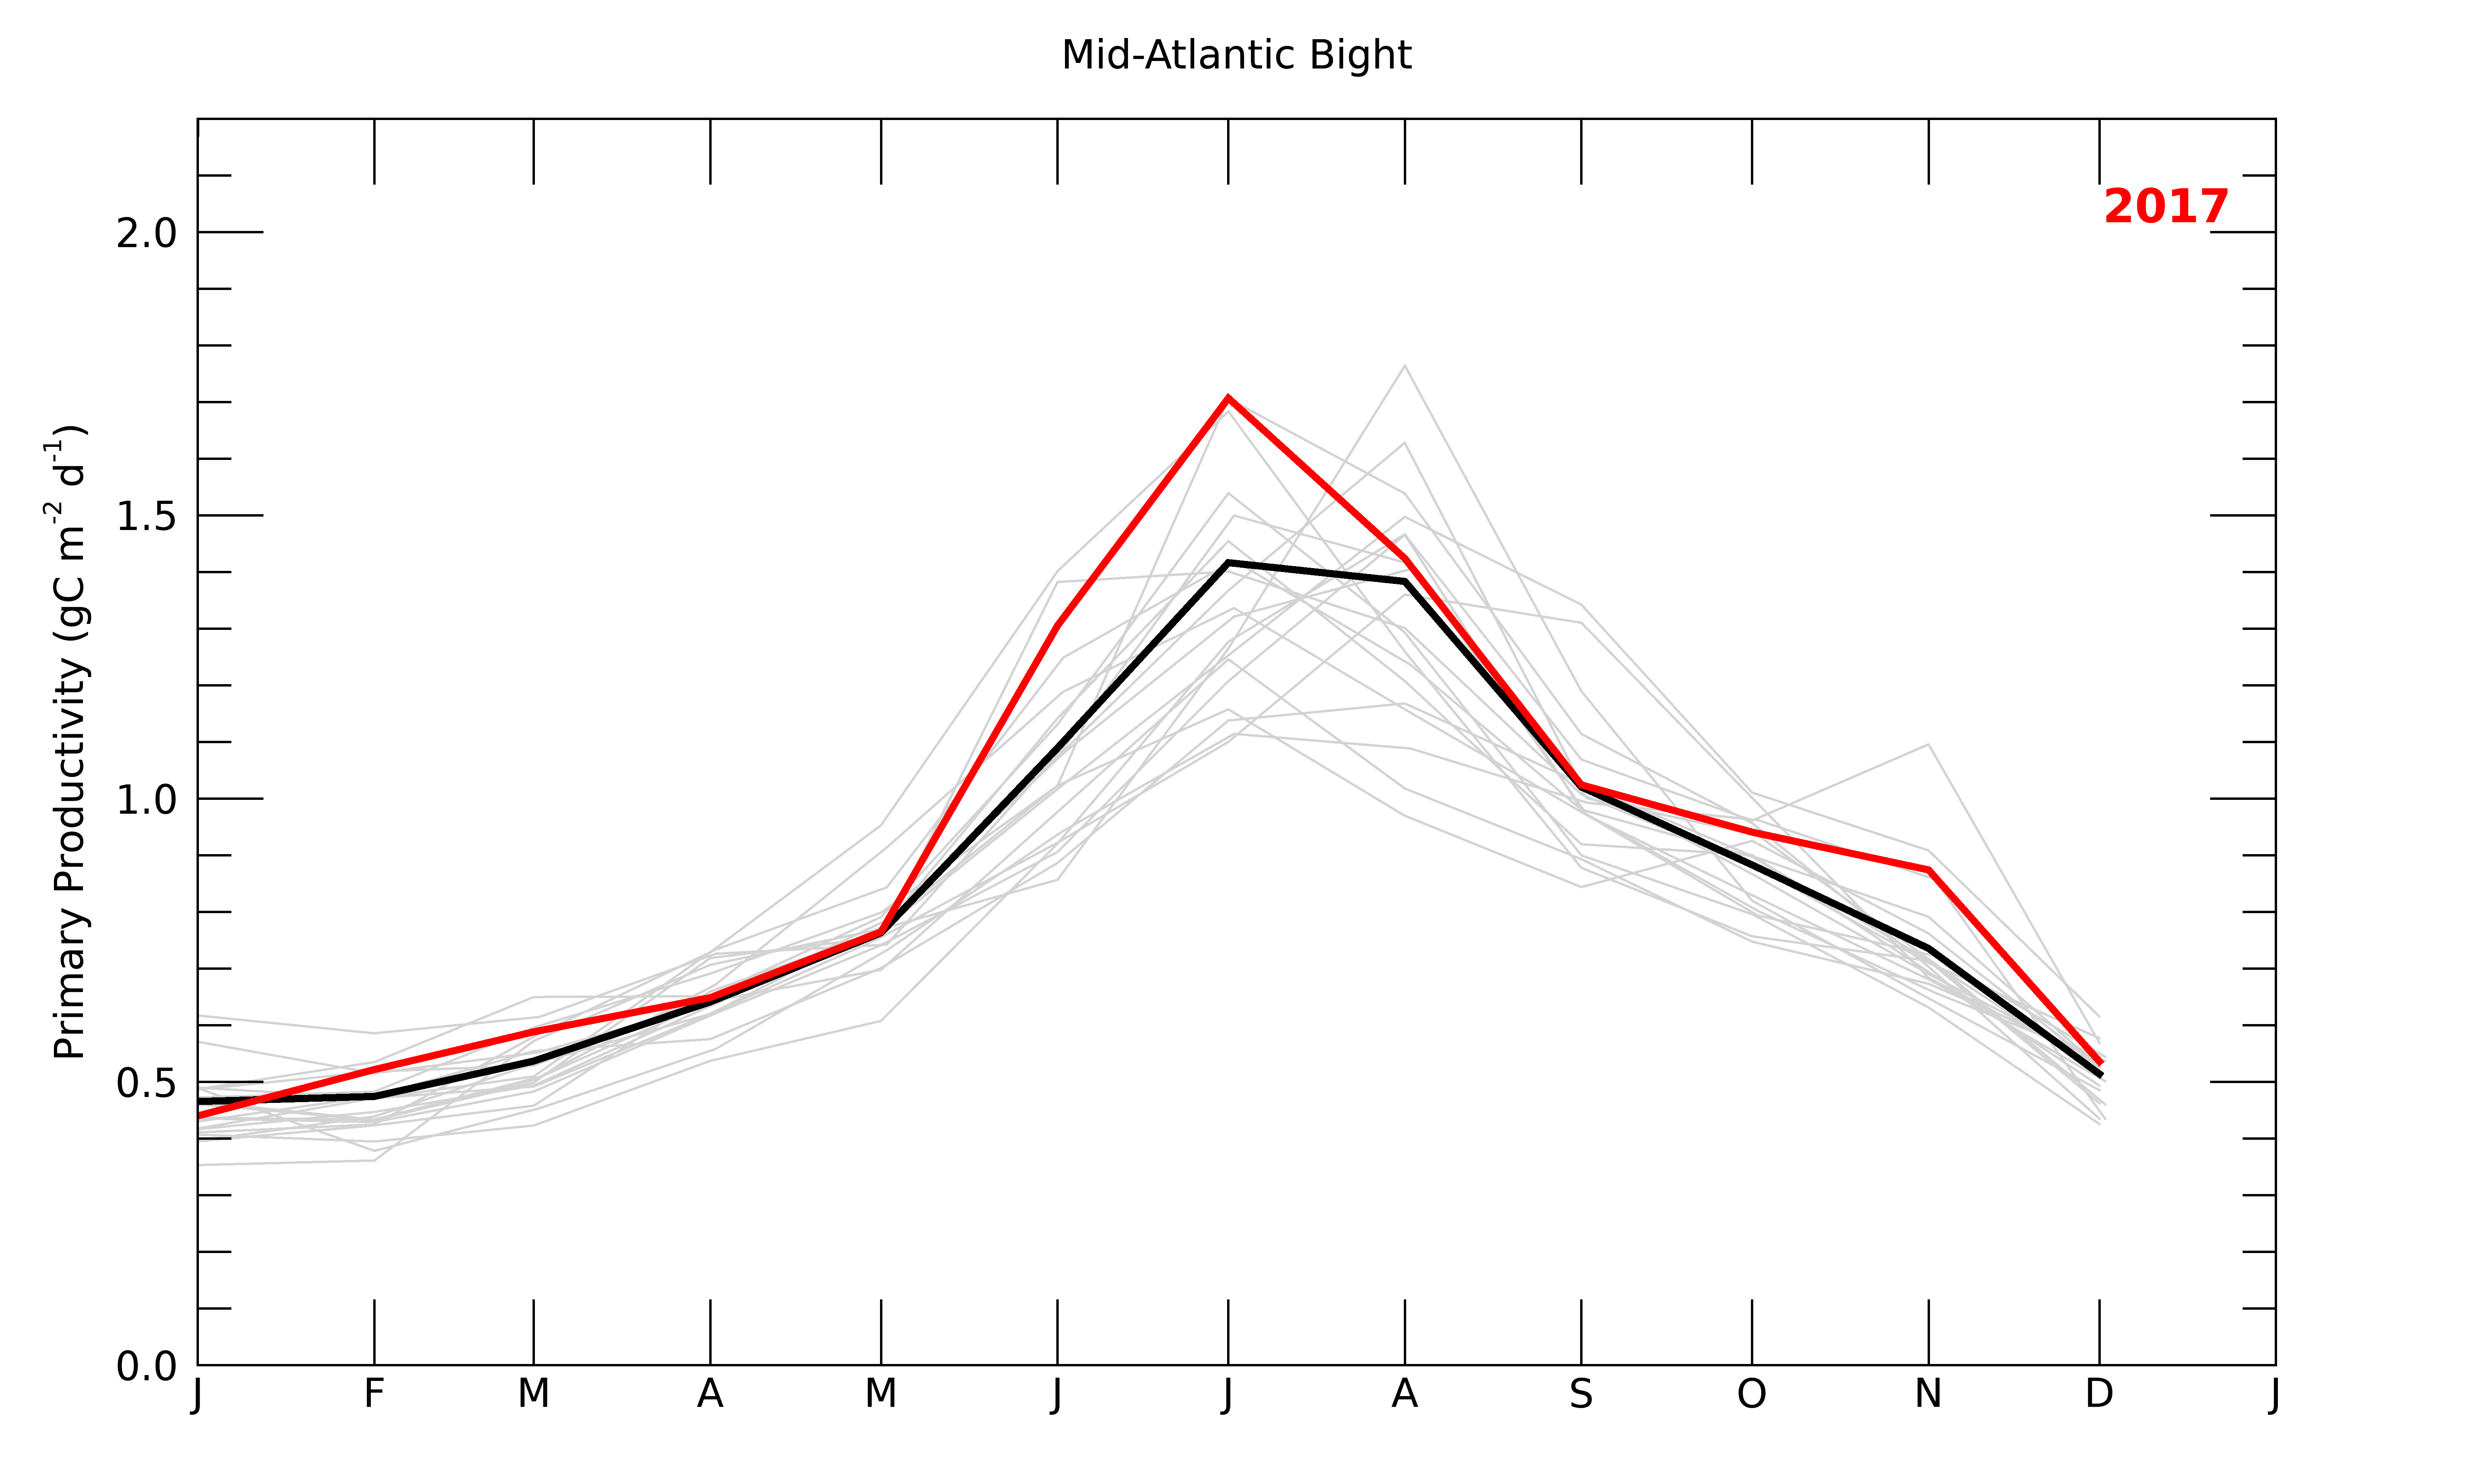 Mid-Atlantic Bight
2017
Primary Productivity (gC m⁻² d⁻¹)
2.0
1.5
1.0
0.5
0.0
J F M A M J J A S O N D J